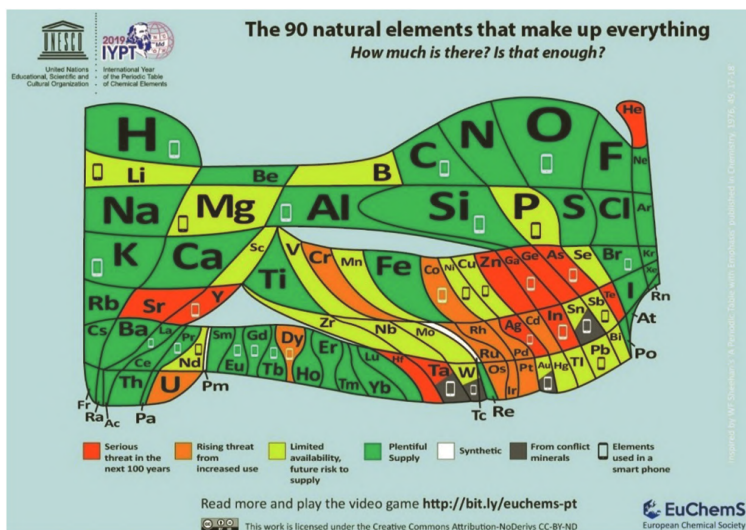 UNESCO
United Nations
Educational, Scientific and
Cultural Organization
2019
IYPT
International Year
of the Periodic Table
of Chemical Elements
The 90 natural elements that make up everything
How much is there? Is that enough?
H He
Li Be B C N O F Ne
Na Mg Al Si P S Cl Ar
K Ca Sc Ti V Cr Mn Fe Co Ni Cu Zn Ga Ge As Se Br Kr
Rb Sr Y Zr Nb Mo Tc Ru Rh Pd Ag Cd In Sn Sb Te I Xe
Cs Ba La Hf Ta W Re Os Ir Pt Au Hg Tl Pb Bi Po At Rn
Ce Pr Nd Pm Sm Eu Gd Tb Dy Ho Er Tm Yb Lu
Fr Ra Ac Th Pa U
Serious
threat in the
next 100 years
Rising threat
from
increased use
Limited
availability,
future risk to
supply
Plentiful
Supply
Synthetic
From conflict
minerals
Elements
used in a
smart phone
Read more and play the video game http://bit.ly/euchems-pt
This work is licensed under the Creative Commons Attribution-NoDerivs CC-BY-ND
EuChemS
European Chemical Society